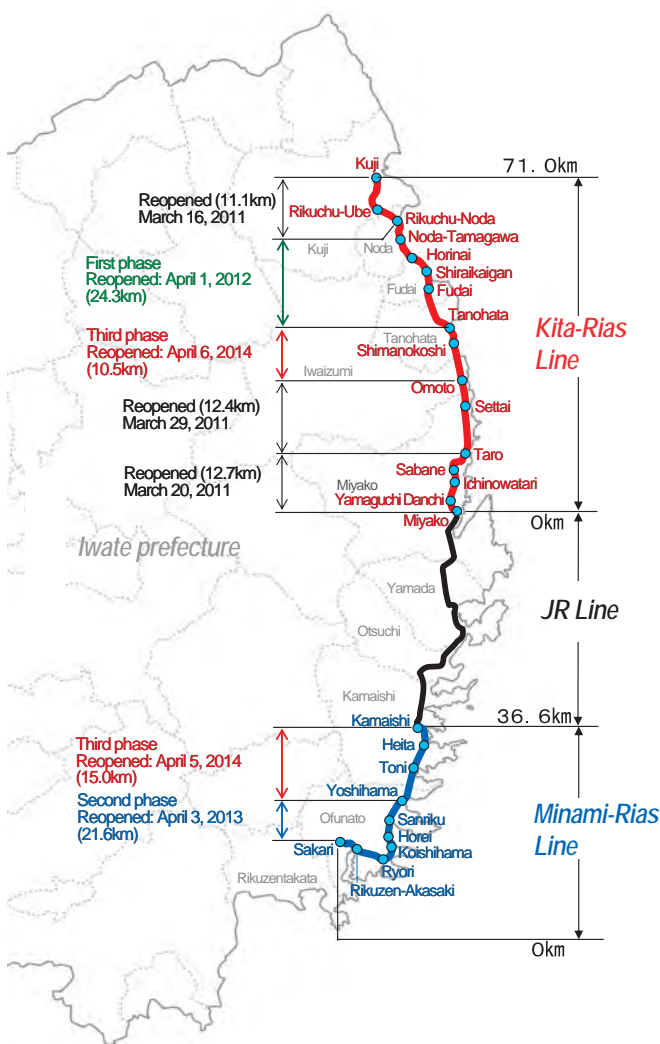 Kuji
71. 0km
Reopened (11.1km)
March 16, 2011
Rikuchu-Ube
Rikuchu-Noda
Noda-Tamagawa
Kuji
Noda
Horinai
First phase
Reopened: April 1, 2012
(24.3km)
Shiraikaigan
Fudai
Fudai
Tanohata
Kita-Rias
Line
Third phase
Reopened: April 6, 2014
(10.5km)
Tanohata
Shimanokoshi
Iwaizumi
Omoto
Reopened (12.4km)
March 29, 2011
Settai
Taro
Reopened (12.7km)
March 20, 2011
Sabane
Miyako
Ichinowatari
Yamaguchi Danchi
Miyako
0km
Iwate prefecture
Yamada
JR Line
Otsuchi
Kamaishi
Kamaishi
36. 6km
Third phase
Reopened: April 5, 2014
(15.0km)
Heita
Toni
Yoshihama
Second phase
Reopened: April 3, 2013
(21.6km)
Ofunato
Sanriku
Minami-Rias
Line
Horei
Sakari
Koishihama
Ryori
Rikuzentakata
Rikuzen-Akasaki
0km